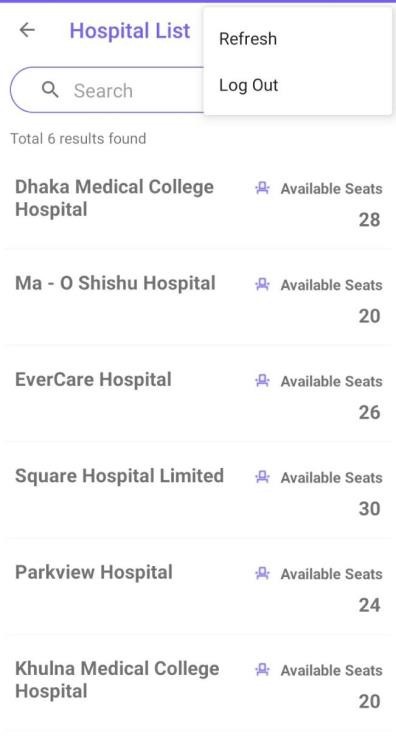 Hospital List
Refresh
Log Out
Search
Total 6 results found
Dhaka Medical College
Hospital
Available Seats
28
Ma - O Shishu Hospital
Available Seats
20
EverCare Hospital
Available Seats
26
Square Hospital Limited
Available Seats
30
Parkview Hospital
Available Seats
24
Khulna Medical College
Hospital
Available Seats
20